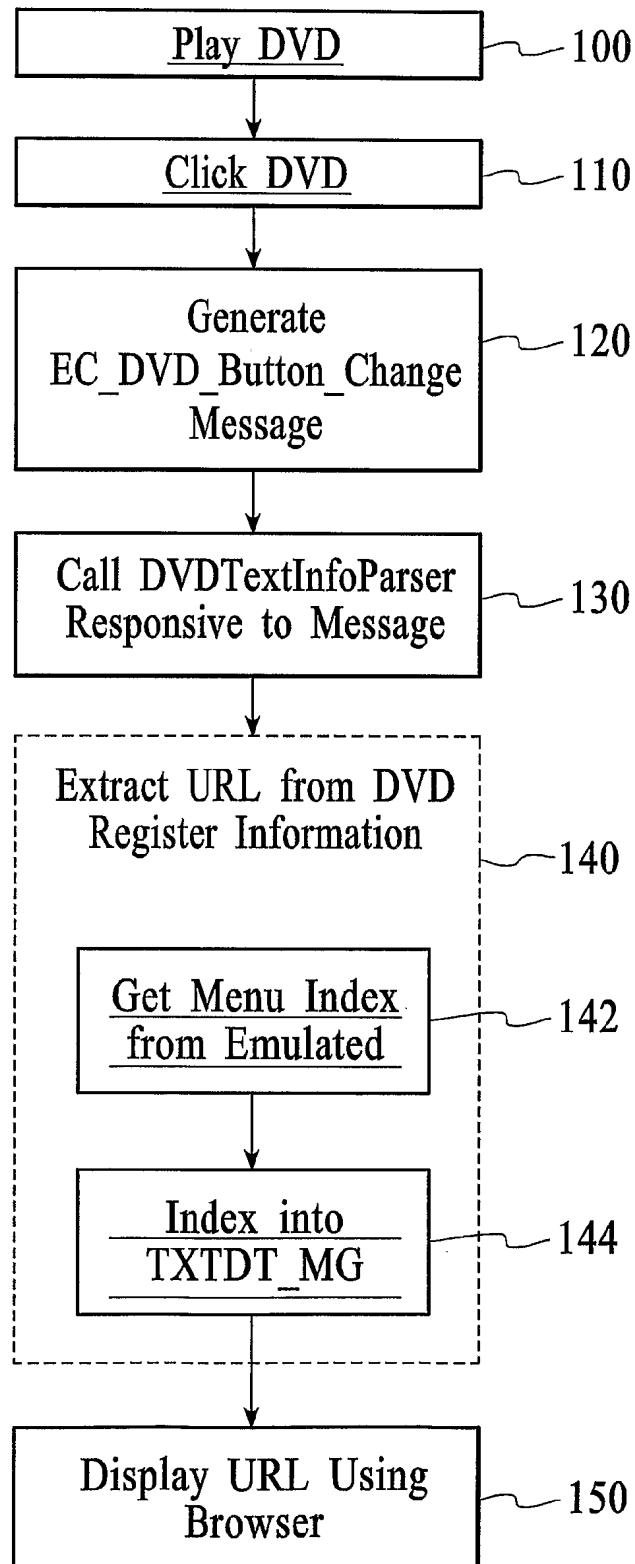 Play DVD
100
Click DVD
110
Generate
EC_DVD_Button_Change
Message
120
Call DVDTextInfoParser
Responsive to Message
130
Extract URL from DVD
Register Information
140
Get Menu Index
from Emulated
142
Index into
TXTDT_MG
144
Display URL Using
Browser
150